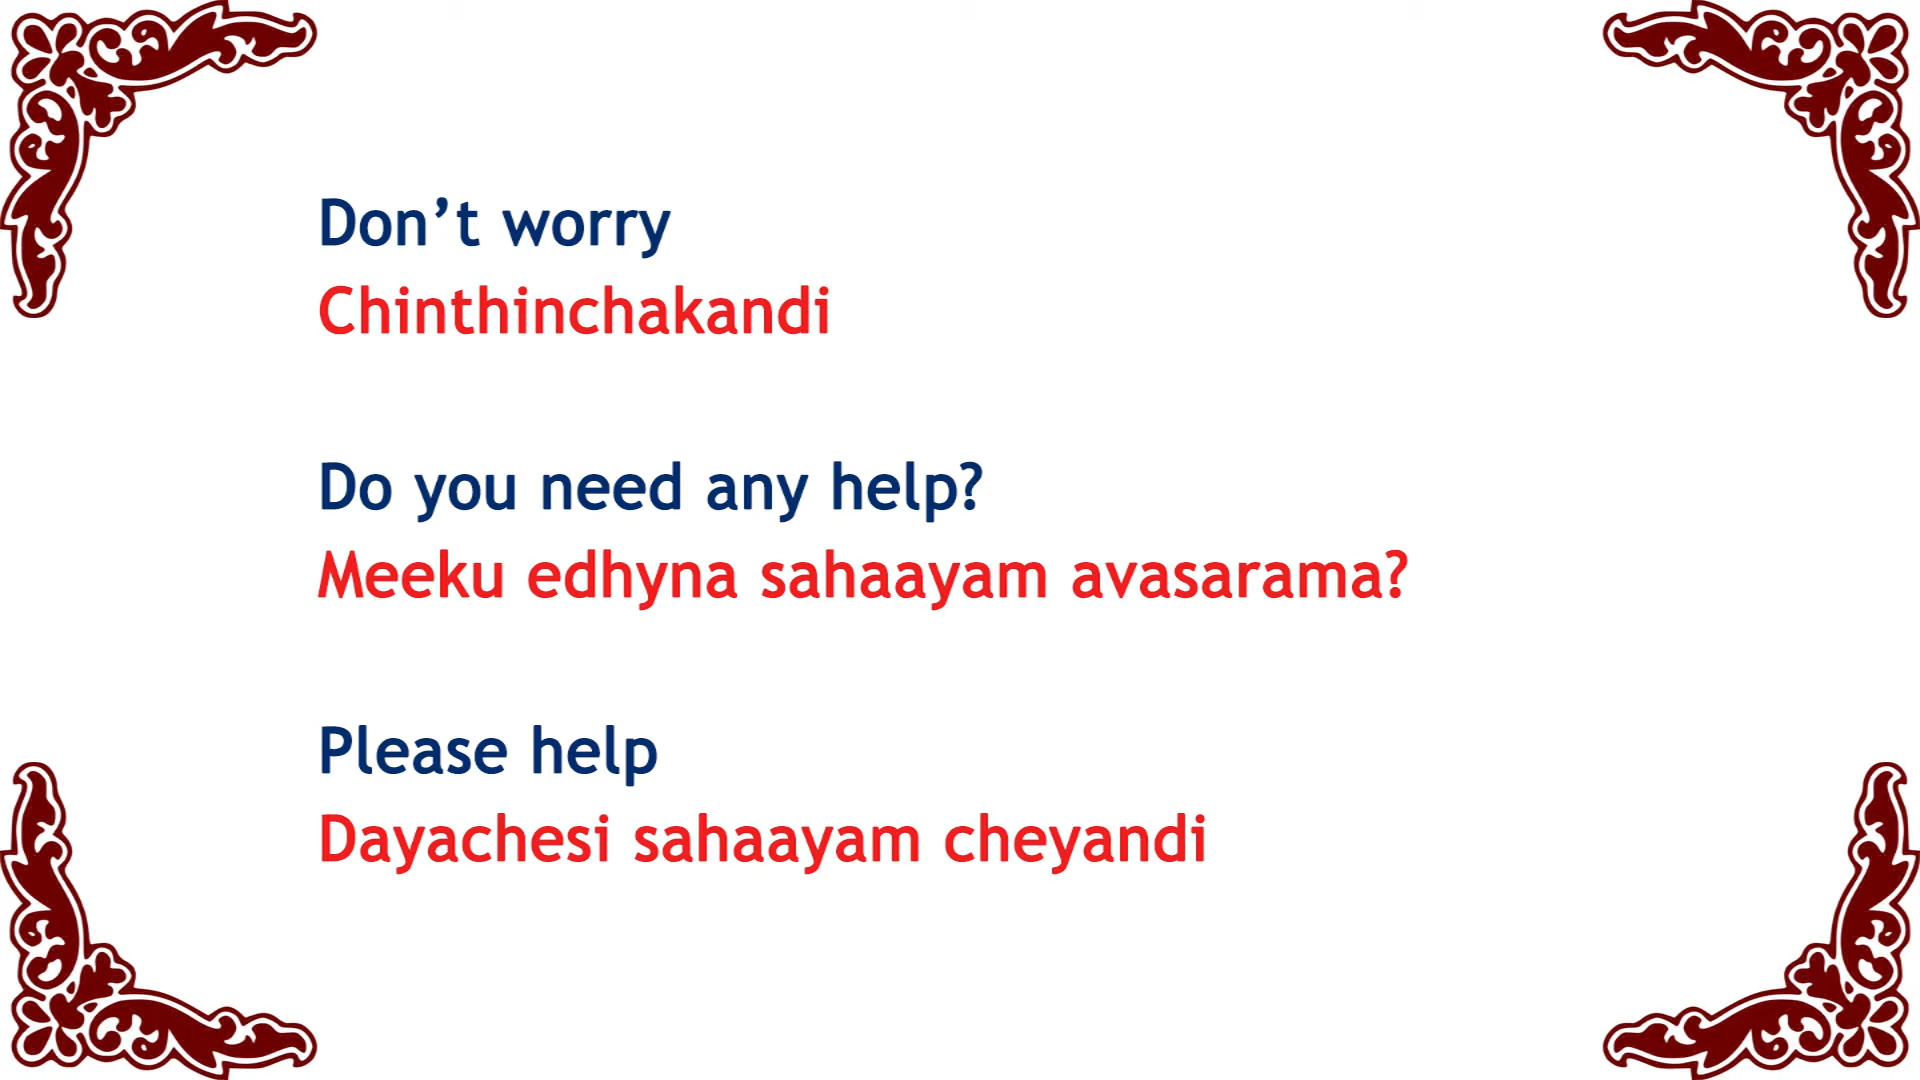 Don’t worry
Chinthinchakandi
Do you need any help?
Meeku edhyna sahaayam avasarama?
Please help
Dayachesi sahaayam cheyandi